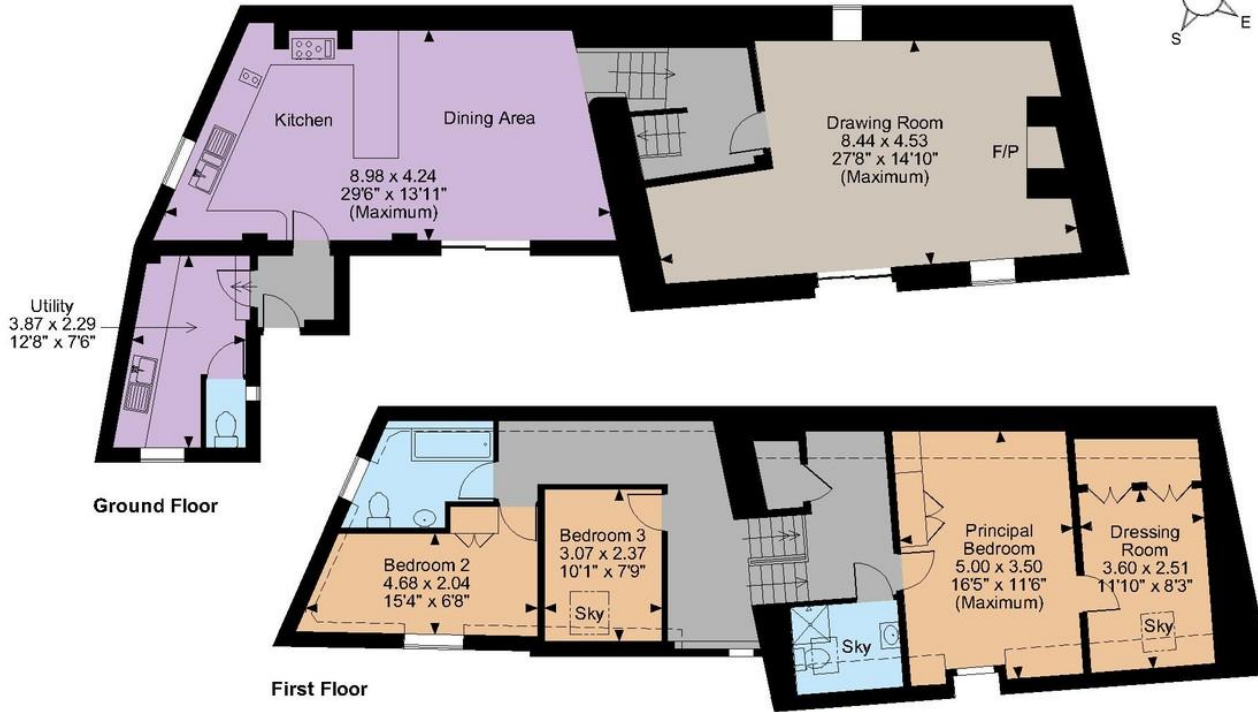 S
E
Kitchen
Dining Area
8.98 x 4.24
29'6" x 13'11"
(Maximum)
Drawing Room
8.44 x 4.53
27'8" x 14'10"
(Maximum)
F/P
Utility
3.87 x 2.29
12'8" x 7'6"
Ground Floor
Bedroom 2
4.68 x 2.04
15'4" x 6'8"
Bedroom 3
3.07 x 2.37
10'1" x 7'9"
Sky
Sky
Principal
Bedroom
5.00 x 3.50
16'5" x 11'6"
(Maximum)
Dressing
Room
3.60 x 2.51
11'10" x 8'3"
Sky
First Floor